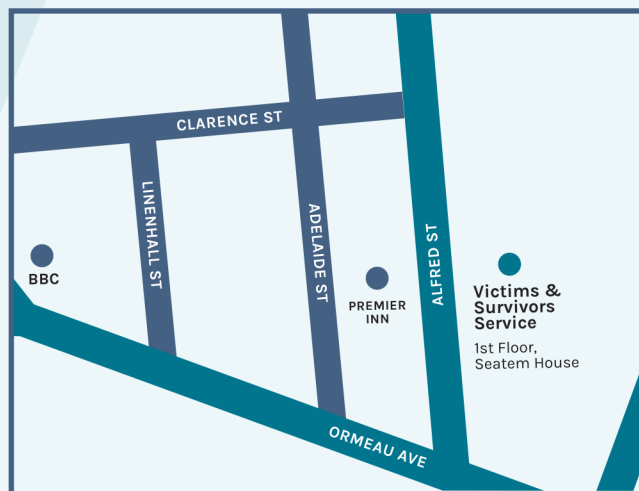 CLARENCE ST
LINENHALL ST
ADELAIDE ST
ALFRED ST
BBC
PREMIER
INN
Victims &
Survivors
Service
1st Floor,
Seatem House
ORMEAU AVE